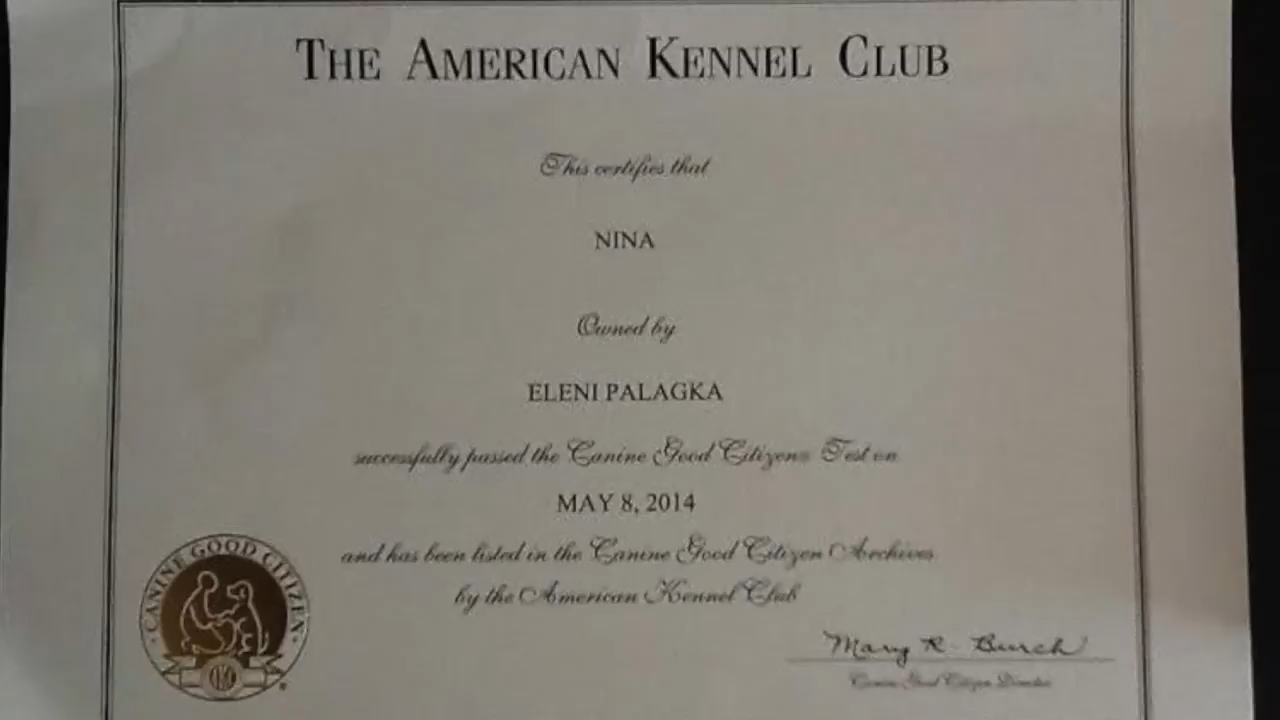 THE AMERICAN KENNEL CLUB
This certifies that
NINA
Owned by
ELENI PALAGKA
successfully passed the Canine Good Citizen® Test on
MAY 8, 2014
and has been listed in the Canine Good Citizen Archives
by the American Kennel Club
CANINE GOOD CITIZEN
Mary R. Burch
Canine Good Citizen Director